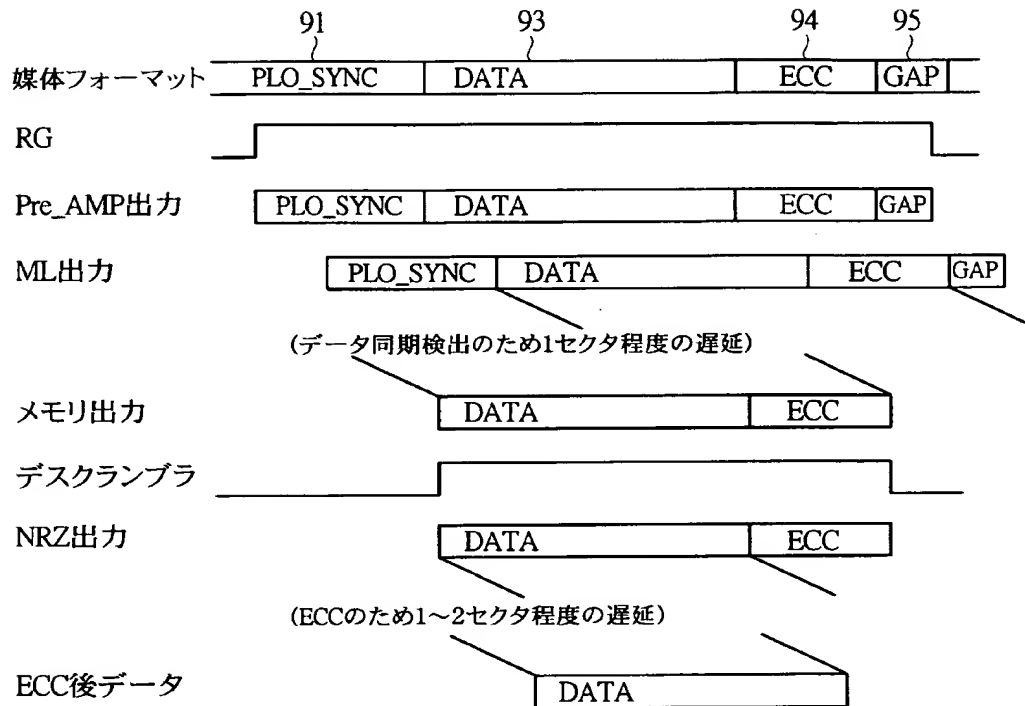 91 93 94 95
媒体フォーマット PLO_SYNC DATA ECC GAP
RG
Pre_AMP出力 PLO_SYNC DATA ECC GAP
ML出力 PLO_SYNC DATA ECC GAP
(データ同期検出のため1セクタ程度の遅延)
メモリ出力 DATA ECC
デスクランブラ
NRZ出力 DATA ECC
(ECCのため1～2セクタ程度の遅延)
ECC後データ DATA